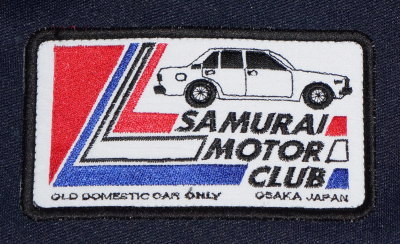 SAMURAI
MOTOR
CLUB
OLD DOMESTIC CAR ONLY OSAKA JAPAN